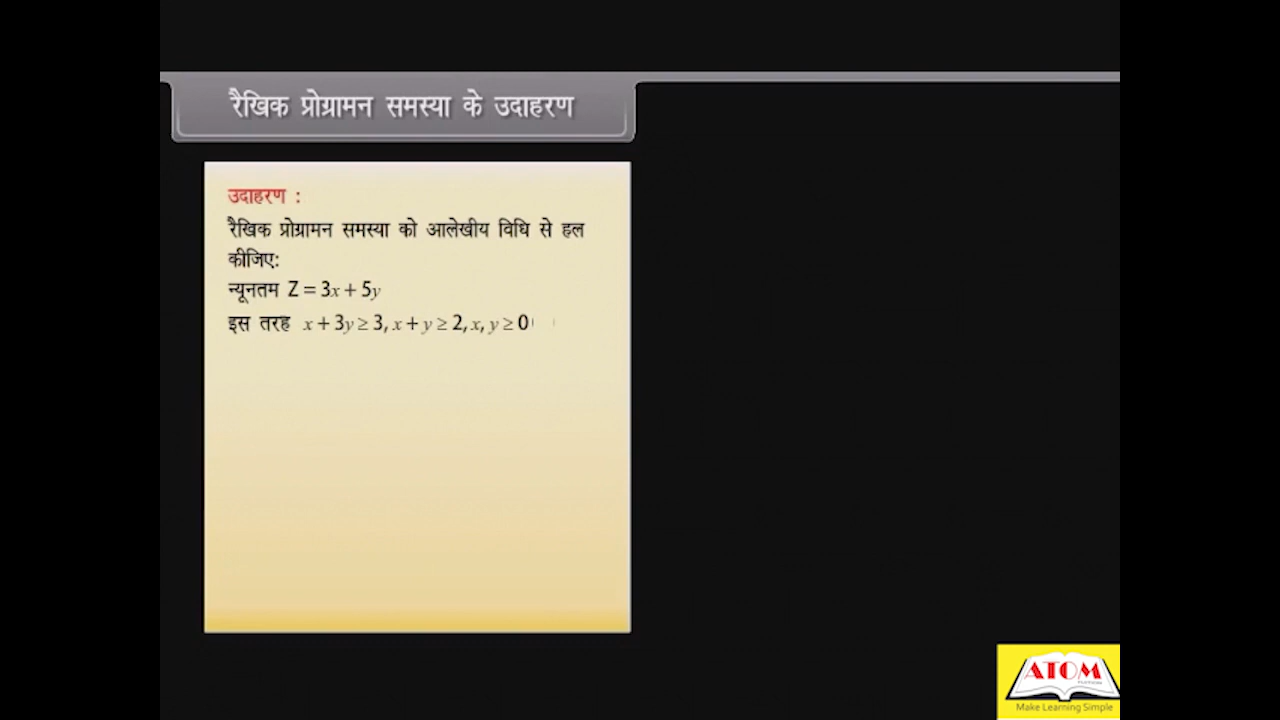 रैखिक प्रोग्रामन समस्या के उदाहरण
उदाहरण :
रैखिक प्रोग्रामन समस्या को आलेखीय विधि से हल
कीजिए:
न्यूनतम Z = 3x + 5y
इस तरह x + 3y ≥ 3, x + y ≥ 2, x, y ≥ 0
ATOM
Make Learning Simple